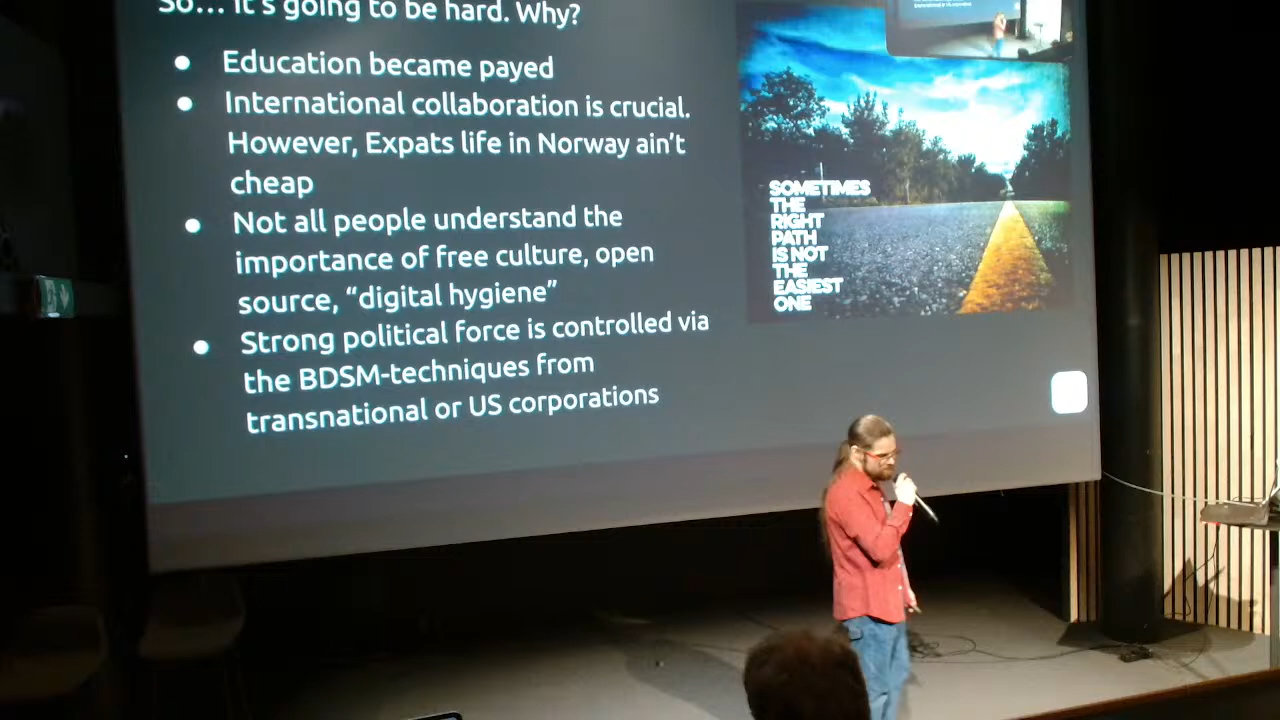 So... it's going to be hard. Why?
Education became payed
International collaboration is crucial.
However, Expats life in Norway ain't
cheap
Not all people understand the
importance of free culture, open
source, “digital hygiene”
Strong political force is controlled via
the BDSM-techniques from
transnational or US corporations
SOMETIMES
THE
RIGHT
PATH
IS NOT
THE
EASIEST
ONE